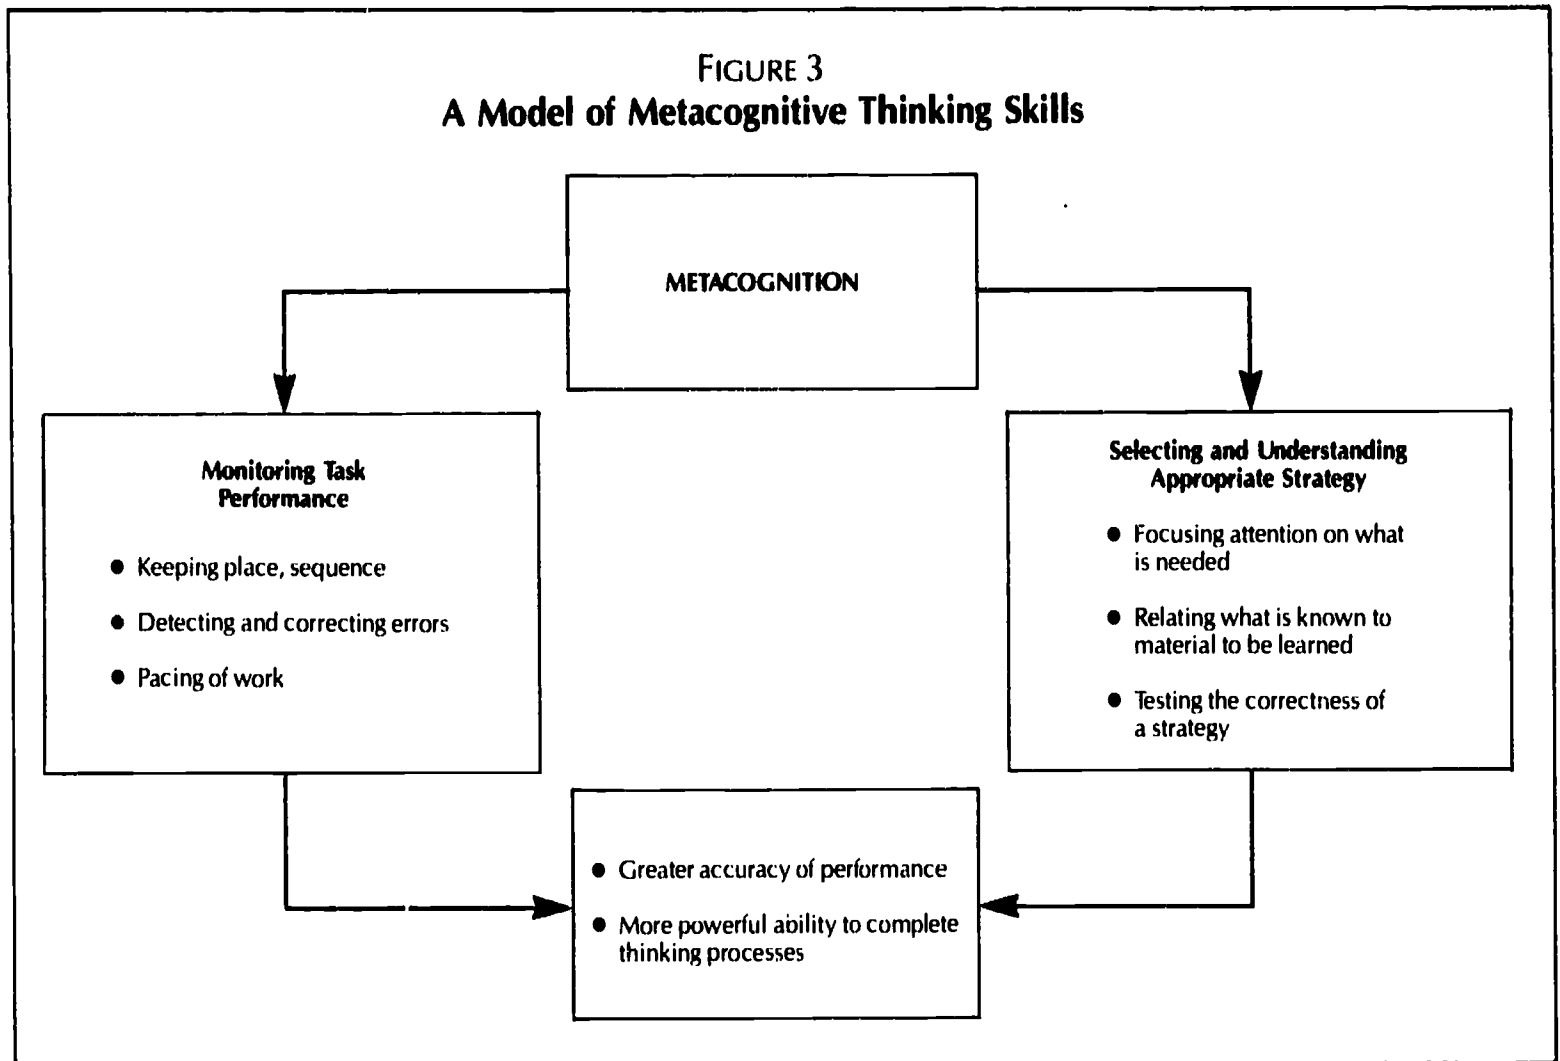 FIGURE 3
A Model of Metacognitive Thinking Skills
METACOGNITION
Monitoring Task
Performance
● Keeping place, sequence
● Detecting and correcting errors
● Pacing of work
Selecting and Understanding
Appropriate Strategy
● Focusing attention on what
is needed
● Relating what is known to
material to be learned
● Testing the correctness of
a strategy
● Greater accuracy of performance
● More powerful ability to complete
thinking processes